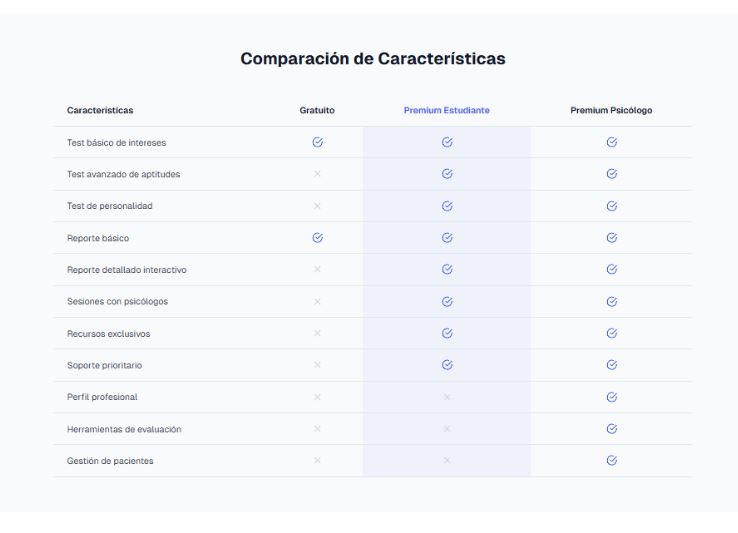 Comparación de Características
Características Gratuito Premium Estudiante Premium Psicólogo
Test básico de intereses
Test avanzado de aptitudes
Test de personalidad
Reporte básico
Reporte detallado interactivo
Sesiones con psicólogos
Recursos exclusivos
Soporte prioritario
Perfil profesional
Herramientas de evaluación
Gestión de pacientes